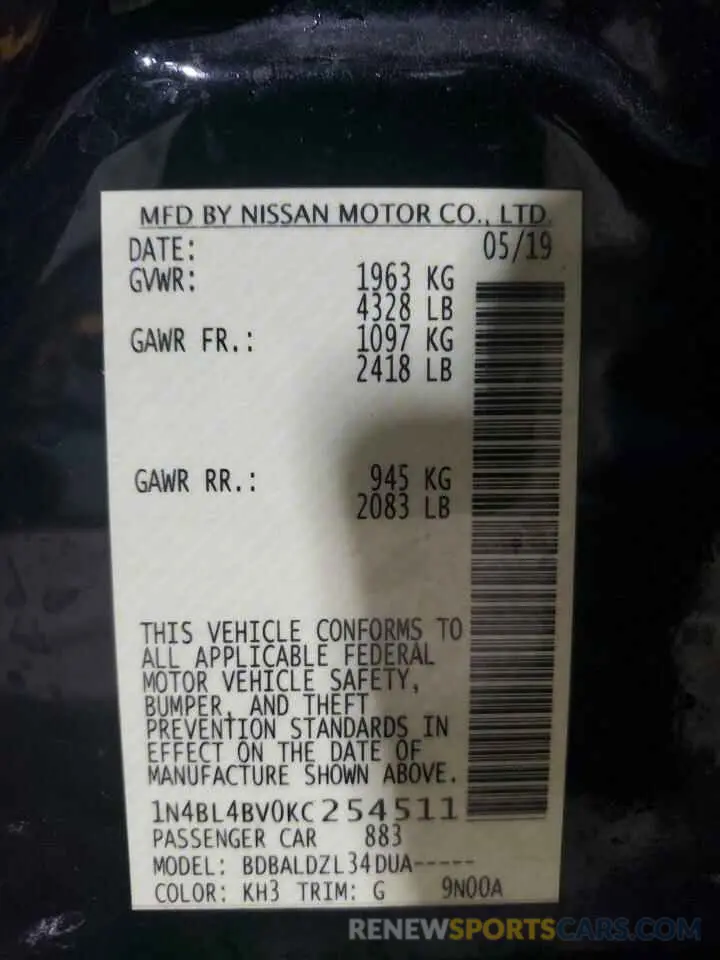 MFD BY NISSAN MOTOR CO., LTD.
DATE: 05/19
GVWR: 1963 KG
4328 LB
GAWR FR.: 1097 KG
2418 LB
GAWR RR.: 945 KG
2083 LB
THIS VEHICLE CONFORMS TO
ALL APPLICABLE FEDERAL
MOTOR VEHICLE SAFETY,
BUMPER, AND THEFT
PREVENTION STANDARDS IN
EFFECT ON THE DATE OF
MANUFACTURE SHOWN ABOVE.
1N4BL4BV0KC254511
PASSENGER CAR 883
MODEL: BDBALDZL34DUA-----
COLOR: KH3 TRIM: G 9N00A
RENEWSPORTSCARS.COM